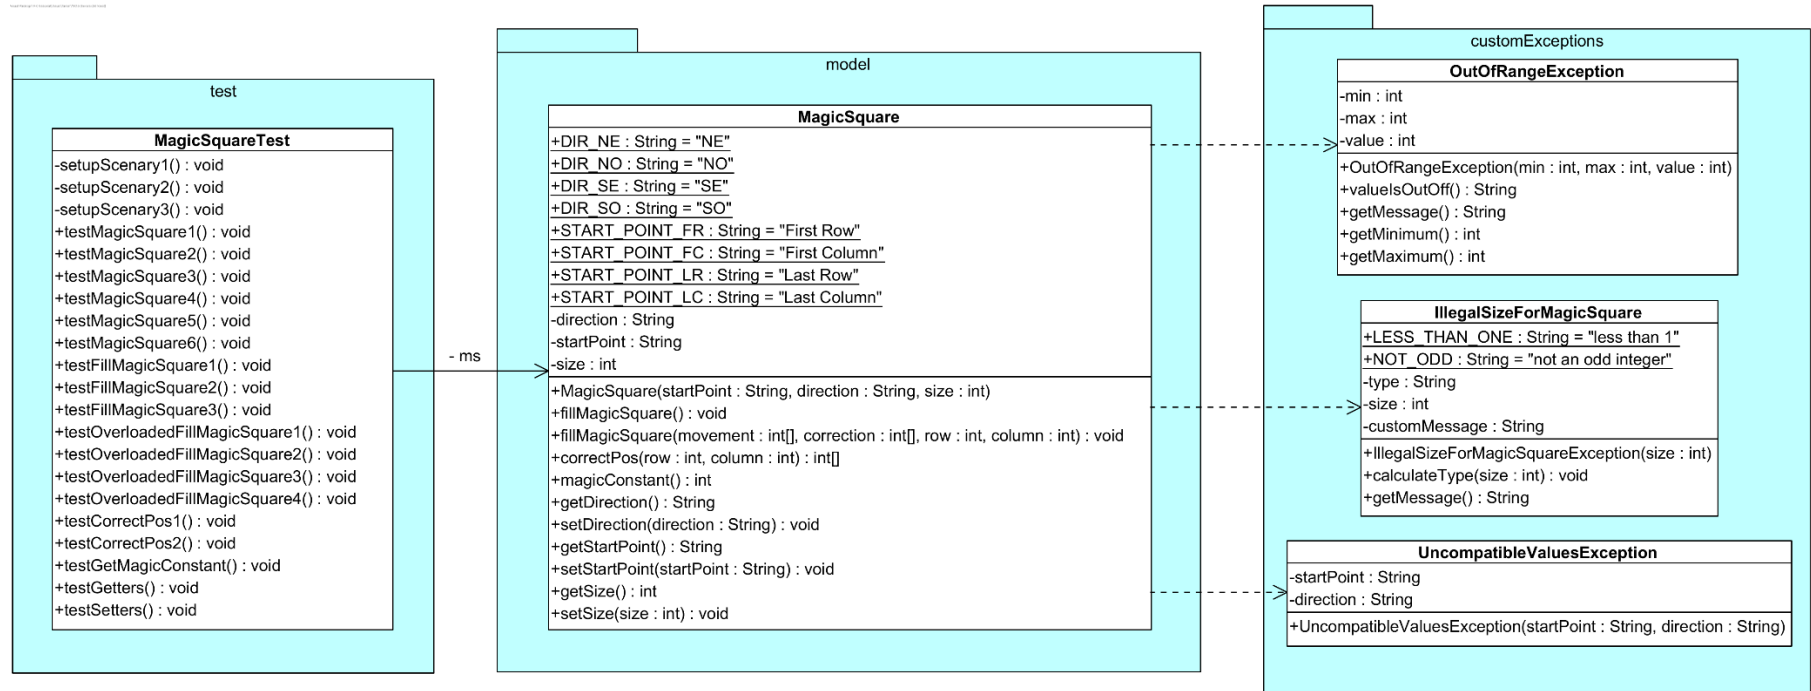 test
MagicSquareTest
-setupScenary1() : void
-setupScenary2() : void
-setupScenary3() : void
+testMagicSquare1() : void
+testMagicSquare2() : void
+testMagicSquare3() : void
+testMagicSquare4() : void
+testMagicSquare5() : void
+testMagicSquare6() : void
+testFillMagicSquare1() : void
+testFillMagicSquare2() : void
+testFillMagicSquare3() : void
+testOverloadedFillMagicSquare1() : void
+testOverloadedFillMagicSquare2() : void
+testOverloadedFillMagicSquare3() : void
+testOverloadedFillMagicSquare4() : void
+testCorrectPos1() : void
+testCorrectPos2() : void
+testGetMagicConstant() : void
+testGetters() : void
+testSetters() : void
- ms
model
MagicSquare
+DIR_NE : String = "NE"
+DIR_NO : String = "NO"
+DIR_SE : String = "SE"
+DIR_SO : String = "SO"
+START_POINT_FR : String = "First Row"
+START_POINT_FC : String = "First Column"
+START_POINT_LR : String = "Last Row"
+START_POINT_LC : String = "Last Column"
-direction : String
-startPoint : String
-size : int
+MagicSquare(startPoint : String, direction : String, size : int)
+fillMagicSquare() : void
+fillMagicSquare(movement : int[], correction : int[], row : int, column : int) : void
+correctPos(row : int, column : int) : int[]
+magicConstant() : int
+getDirection() : String
+setDirection(direction : String) : void
+getStartPoint() : String
+setStartPoint(startPoint : String) : void
+getSize() : int
+setSize(size : int) : void
customExceptions
OutOfRangeException
-min : int
-max : int
-value : int
+OutOfRangeException(min : int, max : int, value : int)
+valueIsOutOff() : String
+getMessage() : String
+getMinimum() : int
+getMaximum() : int
IllegalSizeForMagicSquare
+LESS_THAN_ONE : String = "less than 1"
+NOT_ODD : String = "not an odd integer"
-type : String
-size : int
-customMessage : String
+IllegalSizeForMagicSquareException(size : int)
+calculateType(size : int) : void
+getMessage() : String
UncompatibleValuesException
-startPoint : String
-direction : String
+UncompatibleValuesException(startPoint : String, direction : String)